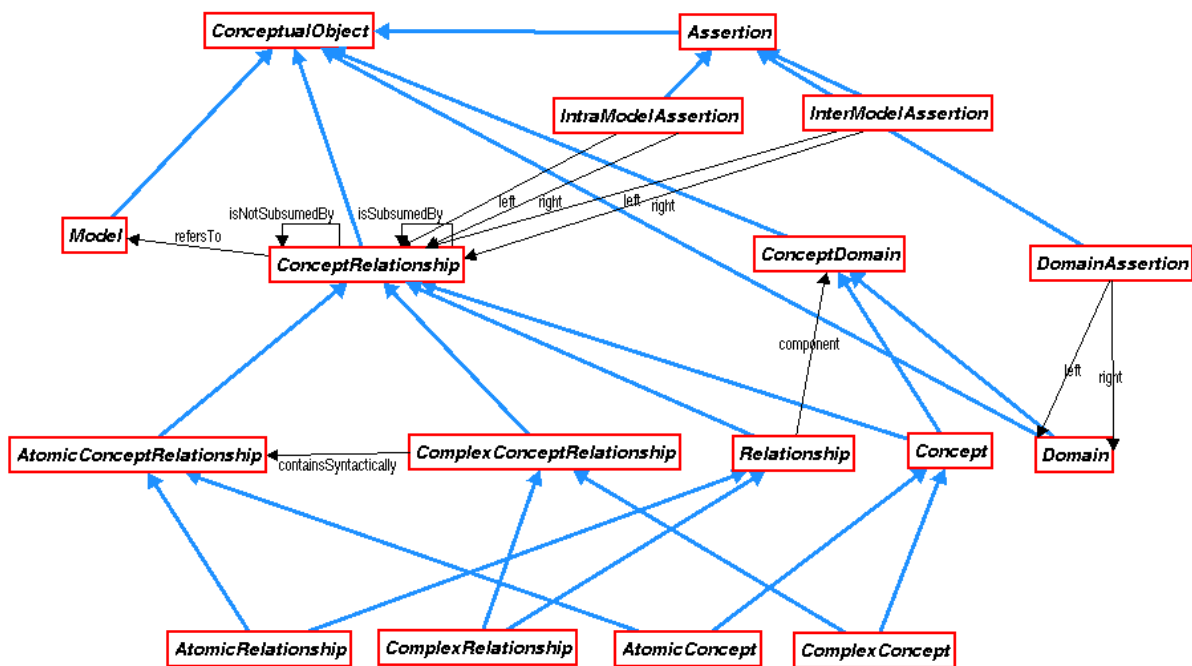 ConceptualObject
Assertion
IntraModelAssertion
InterModelAssertion
left
right
left
right
isNotSubsumedBy
isSubsumedBy
Model
refersTo
ConceptRelationship
ConceptDomain
DomainAssertion
component
left
right
AtomicConceptRelationship
containsSyntactically
ComplexConceptRelationship
Relationship
Concept
Domain
AtomicRelationship
ComplexRelationship
AtomicConcept
ComplexConcept